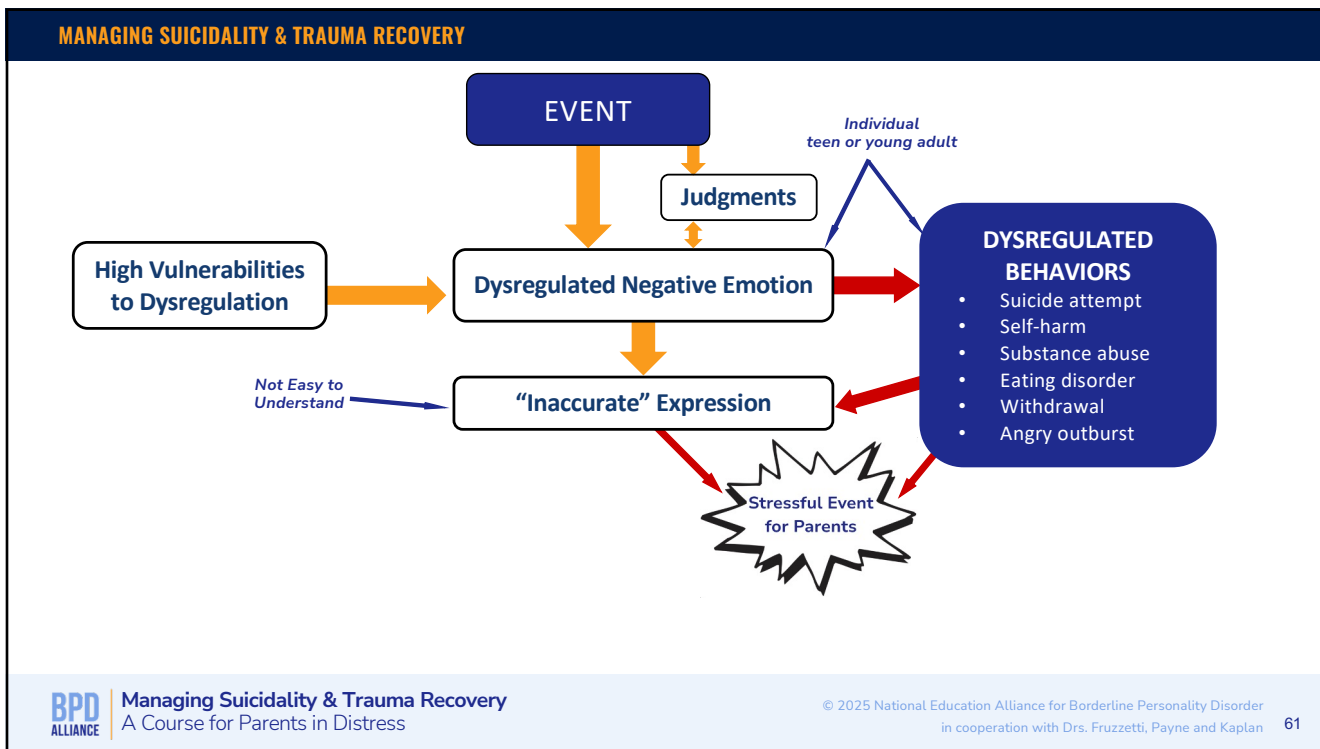 MANAGING SUICIDALITY & TRAUMA RECOVERY
EVENT
Individual
teen or young adult
Judgments
High Vulnerabilities
to Dysregulation
Dysregulated Negative Emotion
DYSREGULATED
BEHAVIORS
• Suicide attempt
• Self-harm
• Substance abuse
• Eating disorder
• Withdrawal
• Angry outburst
Not Easy to
Understand
“Inaccurate” Expression
Stressful Event
for Parents
BPD
ALLIANCE
Managing Suicidality & Trauma Recovery
A Course for Parents in Distress
© 2025 National Education Alliance for Borderline Personality Disorder
in cooperation with Drs. Fruzzetti, Payne and Kaplan
61